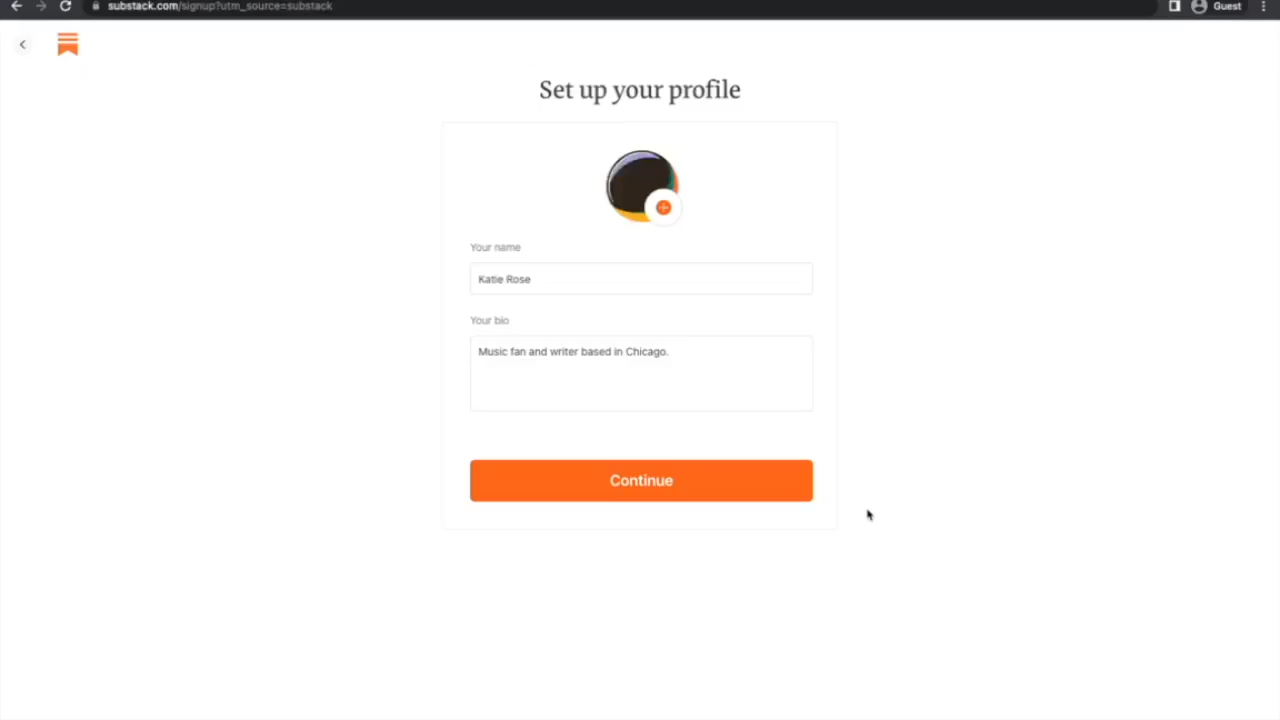 substack.com/signup?utm_source=substack
Guest
Set up your profile
Your name
Katie Rose
Your bio
Music fan and writer based in Chicago.
Continue